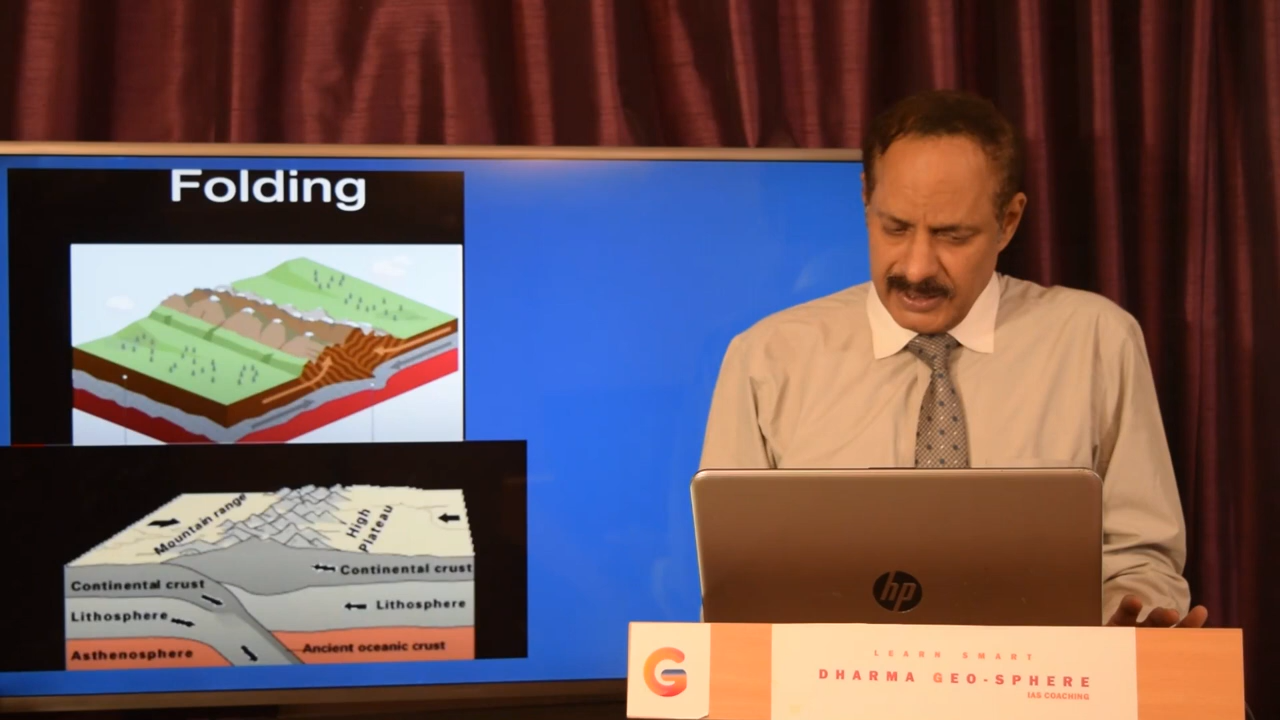 Folding
Mountain range
High
Plateau
Continental crust
Continental crust
Lithosphere
Lithosphere
Asthenosphere
Ancient oceanic crust
hp
G
LEARN SMART
DHARMA GEO-SPHERE
IAS COACHING